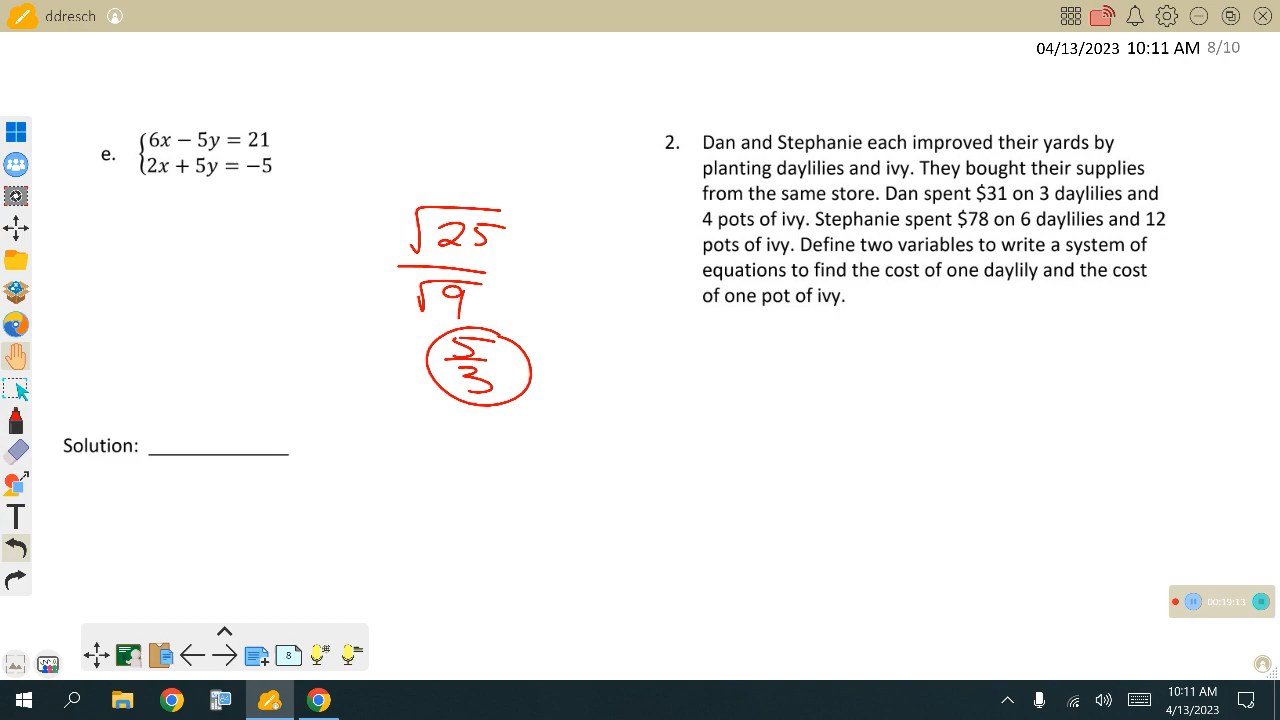 ddresch
04/13/2023 10:11 AM 8/10
e. {6x − 5y = 21
{2x + 5y = −5
√25
√9
5
3
Solution: ______________
2. Dan and Stephanie each improved their yards by
planting daylilies and ivy. They bought their supplies
from the same store. Dan spent $31 on 3 daylilies and
4 pots of ivy. Stephanie spent $78 on 6 daylilies and 12
pots of ivy. Define two variables to write a system of
equations to find the cost of one daylily and the cost
of one pot of ivy.
T
00:19:13
8
10:11 AM
4/13/2023